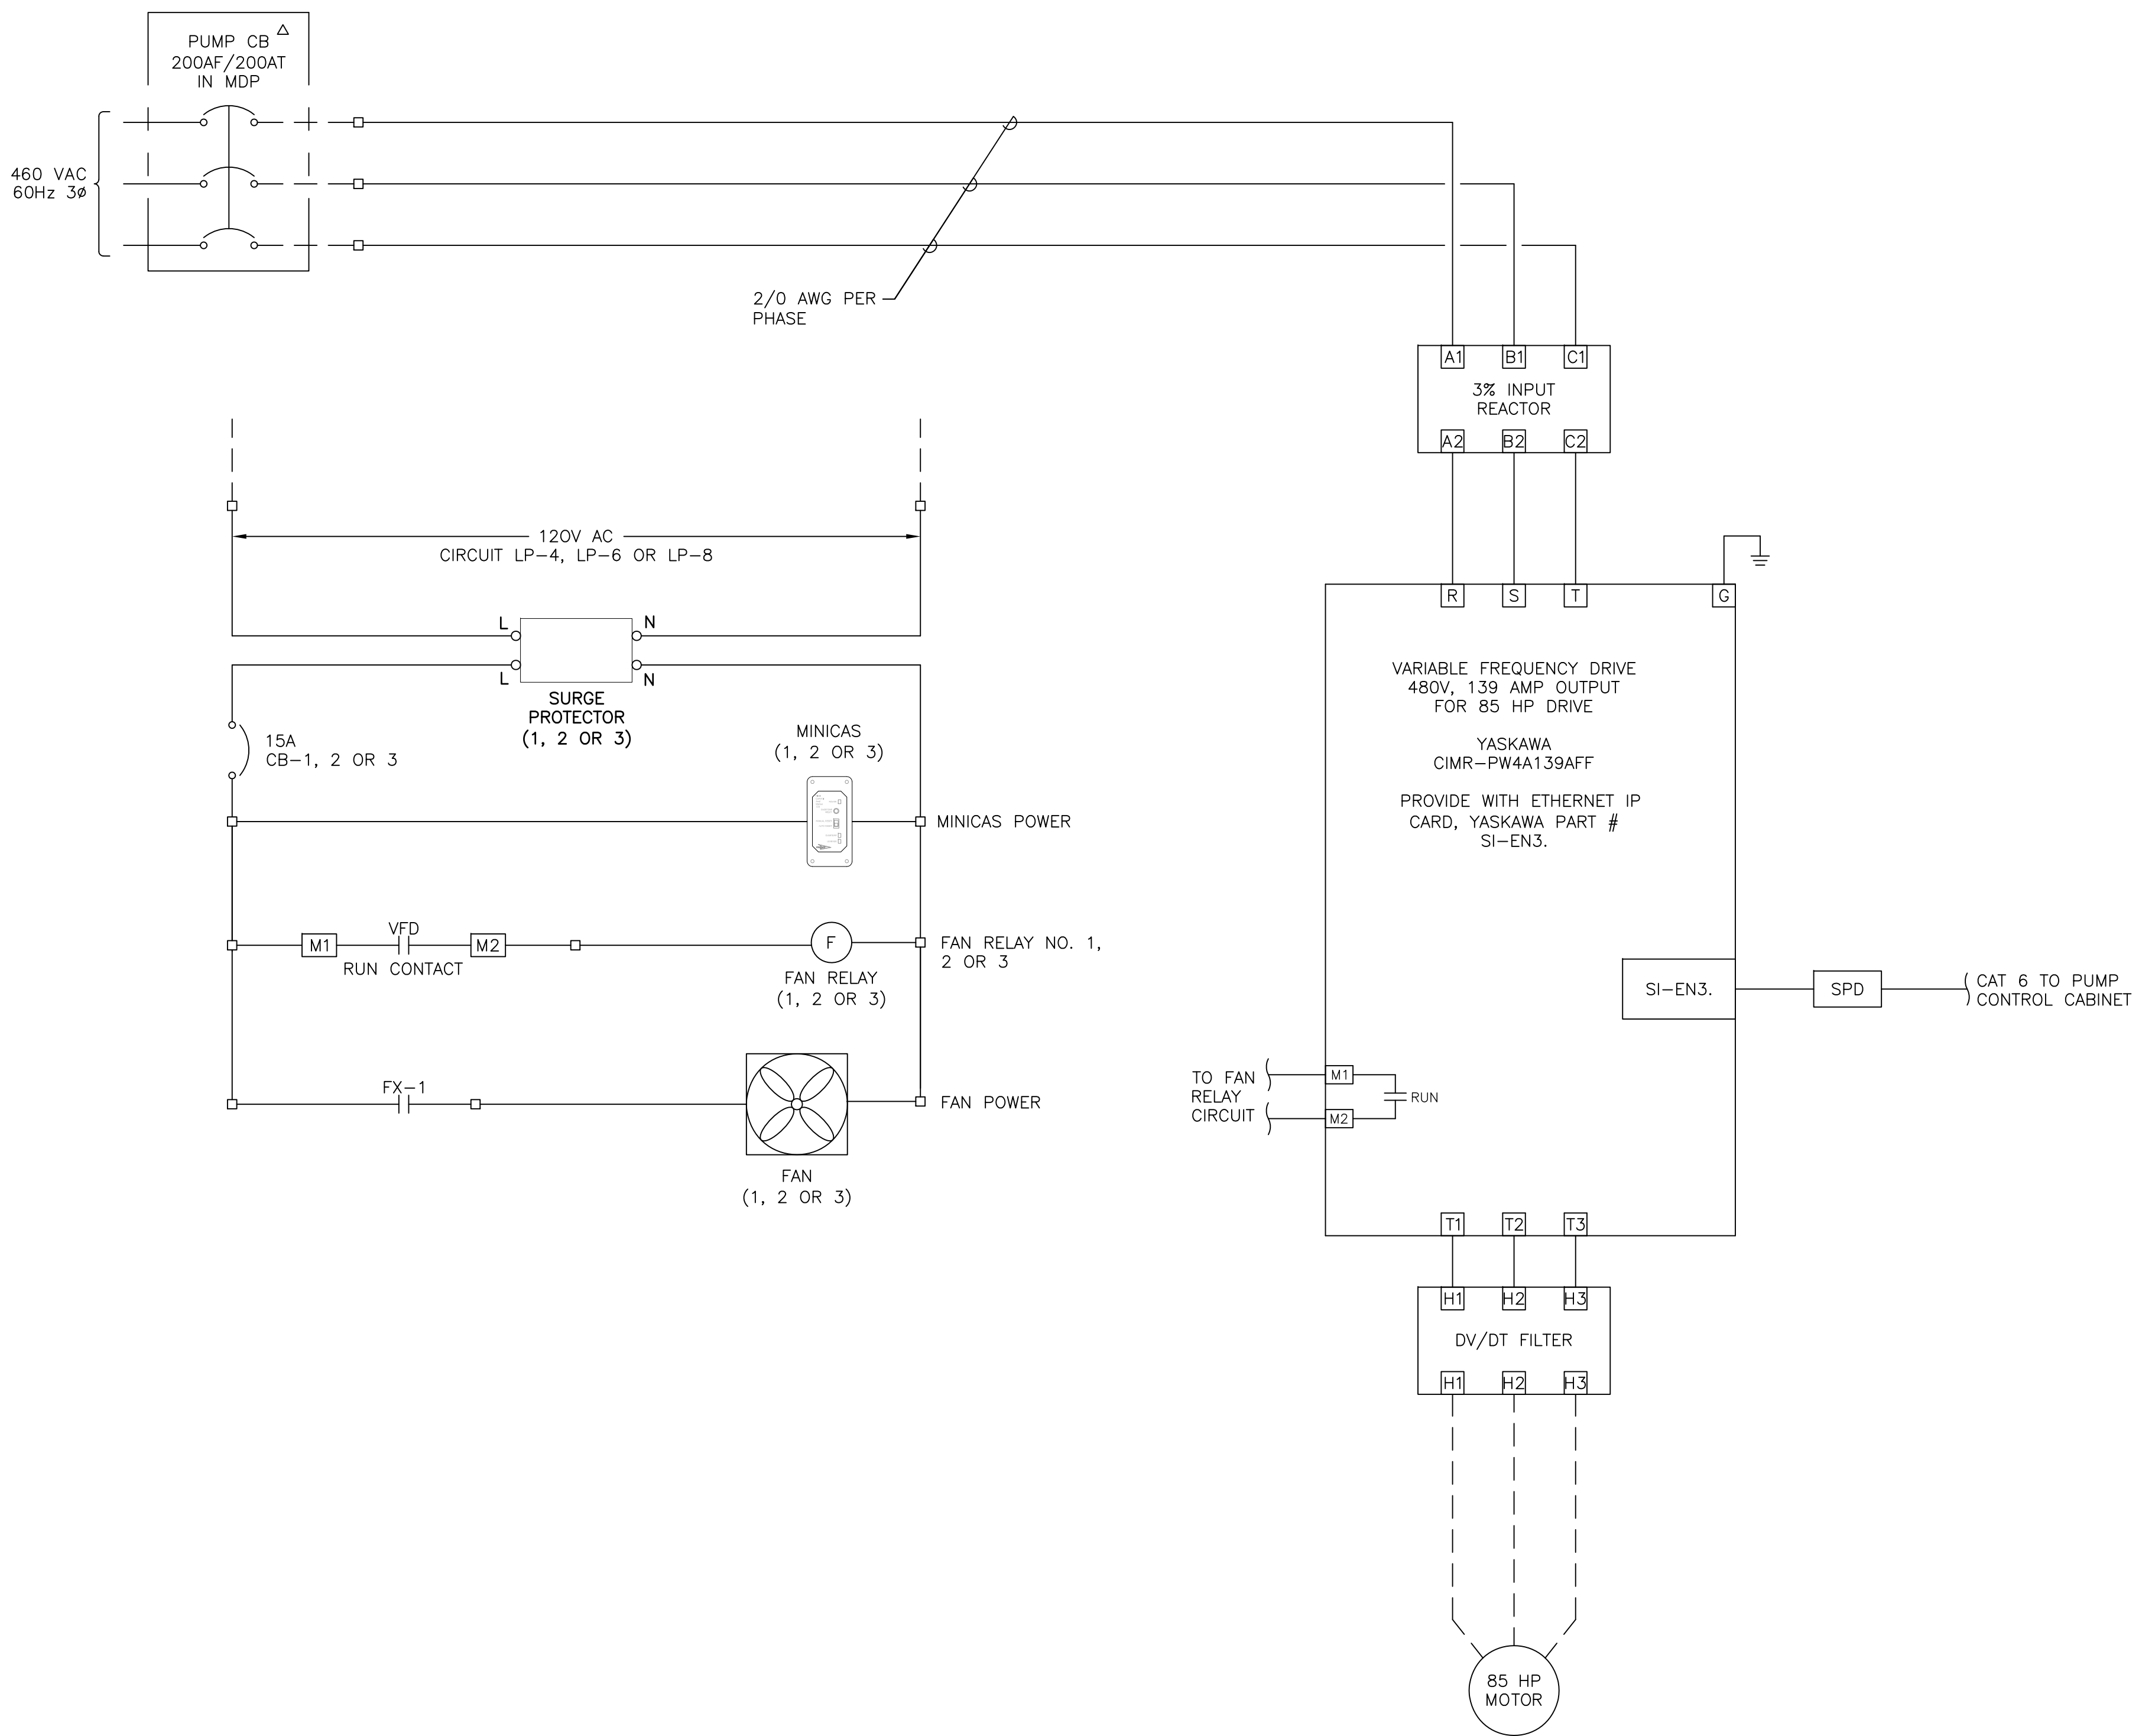 PUMP CB
200AF/200AT
IN MDP
460 VAC
60Hz 3ø
2/0 AWG PER
PHASE
A1
B1
C1
3% INPUT
REACTOR
A2
B2
C2
120V AC
CIRCUIT LP-4, LP-6 OR LP-8
L
N
L
N
SURGE
PROTECTOR
(1, 2 OR 3)
15A
CB-1, 2 OR 3
MINICAS
(1, 2 OR 3)
MINICAS POWER
M1
VFD
M2
RUN CONTACT
F
FAN RELAY
(1, 2 OR 3)
FAN RELAY NO. 1,
2 OR 3
FX-1
FAN POWER
FAN
(1, 2 OR 3)
R
S
T
G
VARIABLE FREQUENCY DRIVE
480V, 139 AMP OUTPUT
FOR 85 HP DRIVE
YASKAWA
CIMR-PW4A139AFF
PROVIDE WITH ETHERNET IP
CARD, YASKAWA PART #
SI-EN3.
SI-EN3.
SPD
CAT 6 TO PUMP
CONTROL CABINET
TO FAN
RELAY
CIRCUIT
M1
RUN
M2
T1
T2
T3
H1
H2
H3
DV/DT FILTER
H1
H2
H3
85 HP
MOTOR